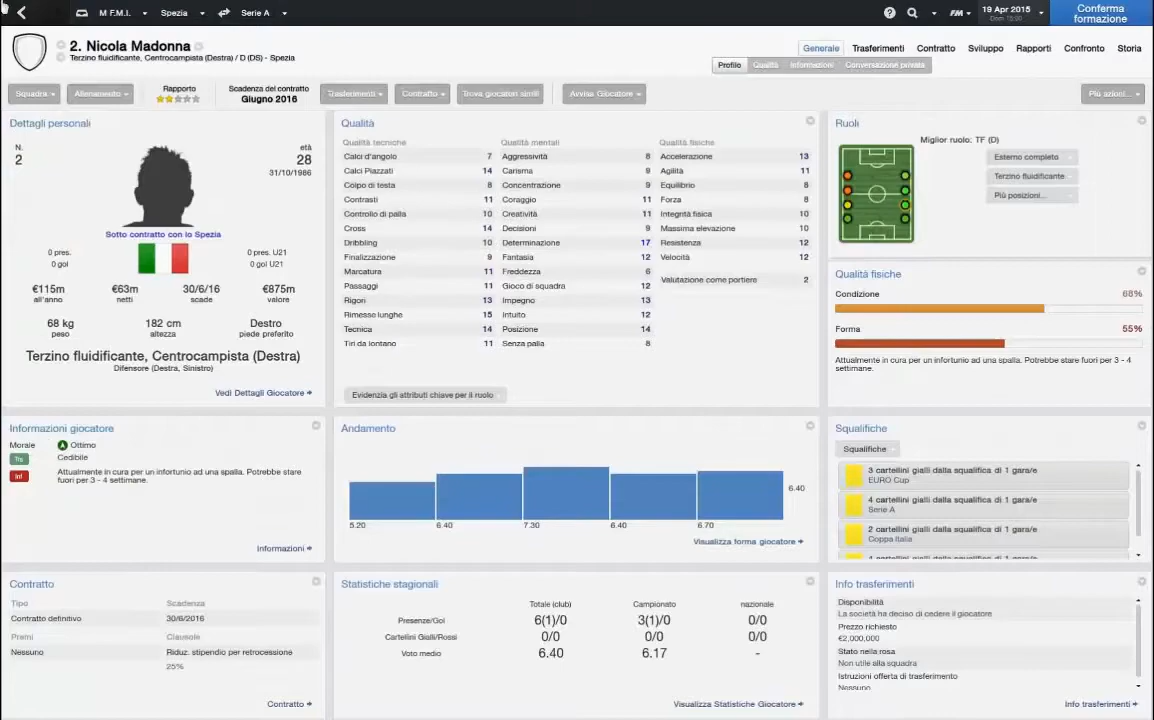 M F.M.I.
Spezia
Serie A
FM
19 Apr 2015
Dom 15:00
Conferma
formazione
2. Nicola Madonna
Terzino fluidificante, Centrocampista (Destra) / D (DS) - Spezia
Generale Trasferimenti Contratto Sviluppo Rapporti Confronto Storia
Profilo Qualità Informazioni Conversazione privata
Squadra
Allenamento
Rapporto
Scadenza del contratto
Giugno 2016
Trasferimenti
Contratto
Trova giocatori simili
Avvisa Giocatore
Più azioni...
Dettagli personali
N.
2
età
28
31/10/1986
Sotto contratto con lo Spezia
0 pres.
0 gol
0 pres. U21
0 gol U21
€115m
all'anno
€63m
netti
30/6/16
scade
€875m
valore
68 kg
peso
182 cm
altezza
Destro
piede preferito
Terzino fluidificante, Centrocampista (Destra)
Difensore (Destra, Sinistro)
Vedi Dettagli Giocatore
Qualità
Qualità tecniche
Calci d'angolo 7
Calci Piazzati 14
Colpo di testa 8
Contrasti 11
Controllo di palla 10
Cross 14
Dribbling 10
Finalizzazione 9
Marcatura 11
Passaggi 11
Rigori 13
Rimesse lunghe 15
Tecnica 14
Tiri da lontano 11
Qualità mentali
Aggressività 8
Carisma 9
Concentrazione 9
Coraggio 11
Creatività 11
Decisioni 9
Determinazione 17
Fantasia 12
Freddezza 6
Gioco di squadra 12
Impegno 13
Intuito 12
Posizione 14
Senza palla 8
Qualità fisiche
Accelerazione 13
Agilità 11
Equilibrio 8
Forza 8
Integrità fisica 10
Massima elevazione 10
Resistenza 12
Velocità 12
Valutazione come portiere 2
Evidenzia gli attributi chiave per il ruolo
Ruoli
Miglior ruolo: TF (D)
Esterno completo
Terzino fluidificante
Più posizioni...
Qualità fisiche
Condizione 68%
Forma 55%
Attualmente in cura per un infortunio ad una spalla. Potrebbe stare fuori per 3 - 4
settimane.
Informazioni giocatore
Morale Ottimo
Trs Cedibile
Inf Attualmente in cura per un infortunio ad una spalla. Potrebbe stare
fuori per 3 - 4 settimane.
Informazioni
Andamento
6.40
5.20 6.40 7.30 6.40 6.70
Visualizza forma giocatore
Squalifiche
Squalifiche
3 cartellini gialli dalla squalifica di 1 gara/e
EURO Cup
4 cartellini gialli dalla squalifica di 1 gara/e
Serie A
2 cartellini gialli dalla squalifica di 1 gara/e
Coppa Italia
4 cartellini gialli dalla squalifica di 1 gara/e
Contratto
Tipo Scadenza
Contratto definitivo 30/6/2016
Premi Clausole
Nessuno Riduz. stipendio per retrocessione
25%
Contratto
Statistiche stagionali
Totale (club) Campionato nazionale
Presenze/Gol 6(1)/0 3(1)/0 0/0
Cartellini Gialli/Rossi 0/0 0/0 0/0
Voto medio 6.40 6.17 -
Visualizza Statistiche Giocatore
Info trasferimenti
Disponibilità
La società ha deciso di cedere il giocatore
Prezzo richiesto
€2,000,000
Stato nella rosa
Non utile alla squadra
Istruzioni offerta di trasferimento
Nessuno
Info trasferimenti